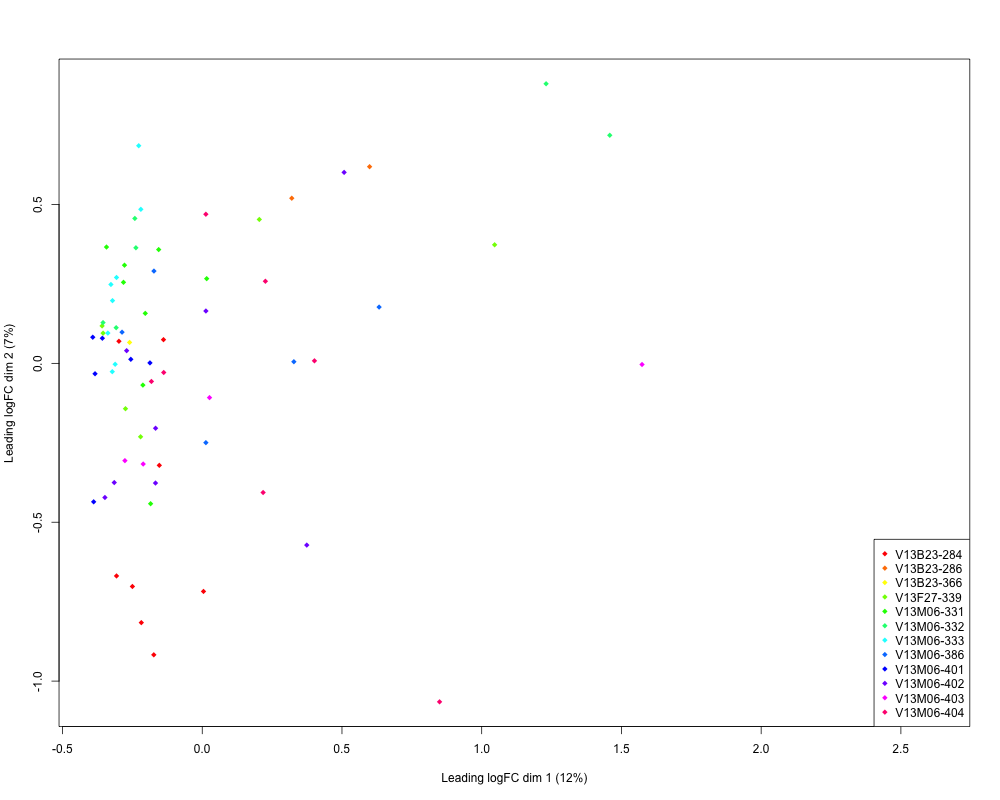 0.5
0.0
-0.5
-1.0
Leading logFC dim 2 (7%)
-0.5 0.0 0.5 1.0 1.5 2.0 2.5
Leading logFC dim 1 (12%)
V13B23-284
V13B23-286
V13B23-366
V13F27-339
V13M06-331
V13M06-332
V13M06-333
V13M06-386
V13M06-401
V13M06-402
V13M06-403
V13M06-404